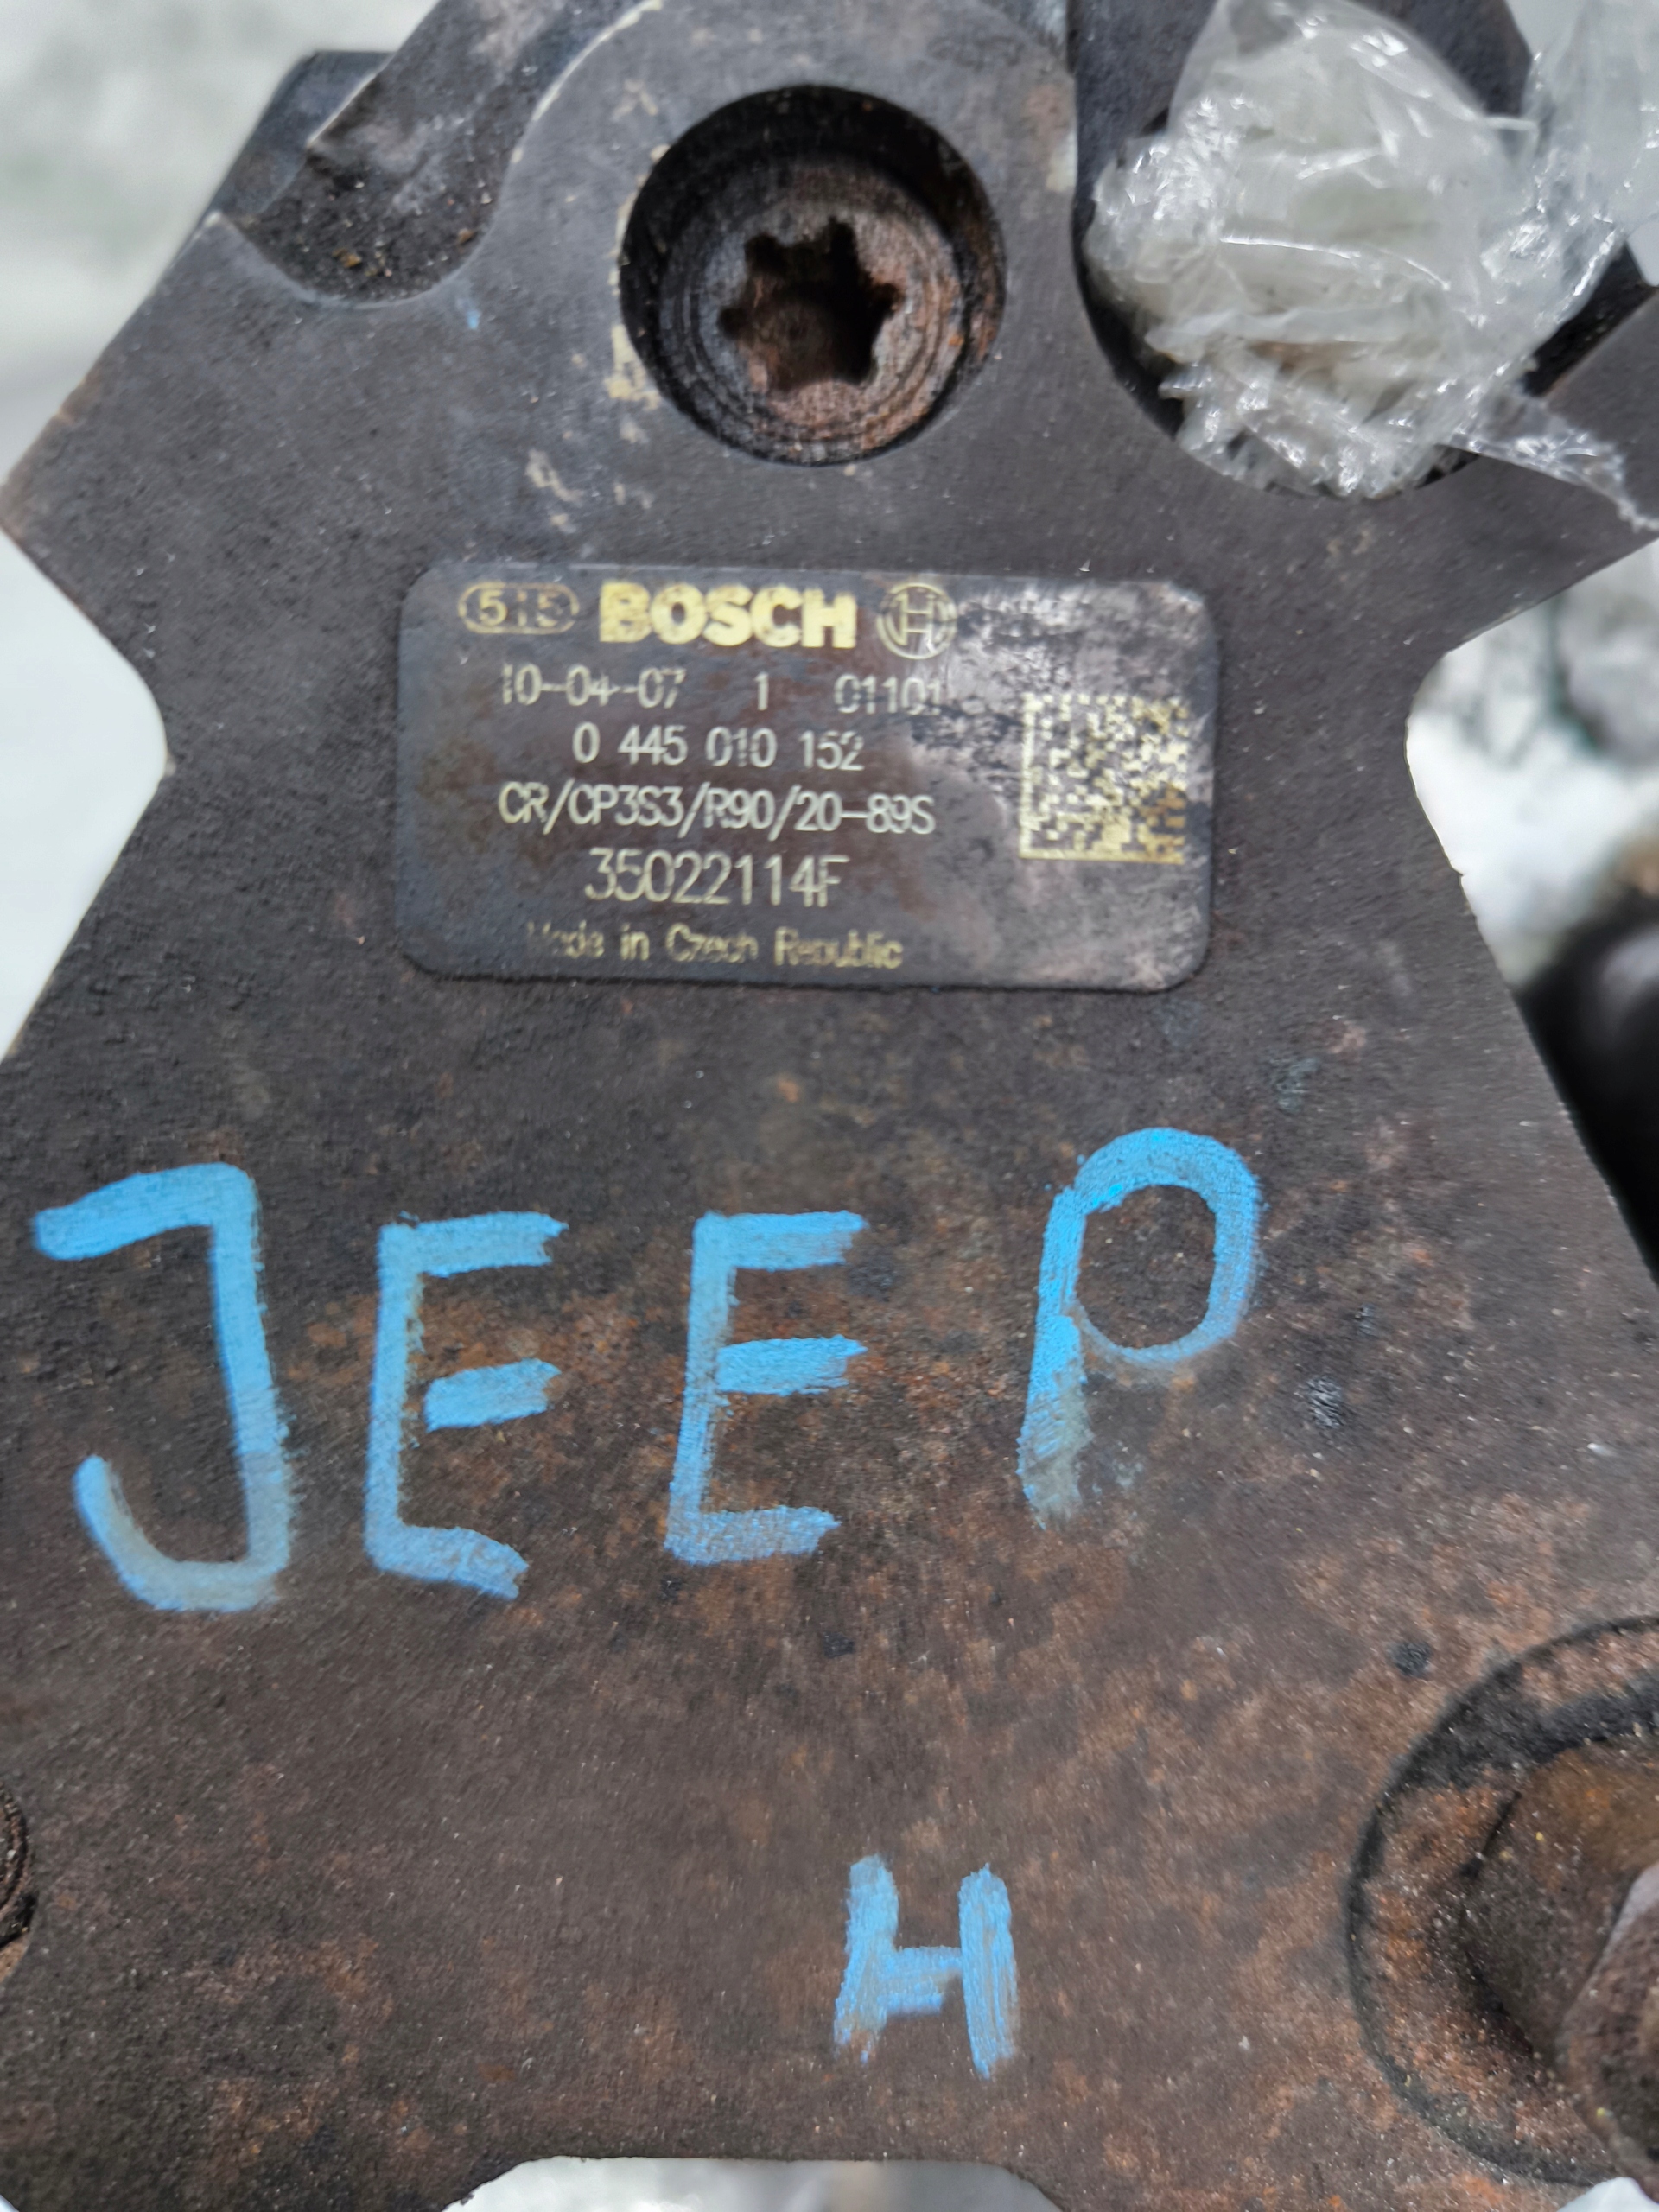 515 BOSCH
10-04-07 1 01101
0 445 010 152
CR/CP3S3/R90/20-89S
35022114F
Made in Czech Republic
JEEP
H